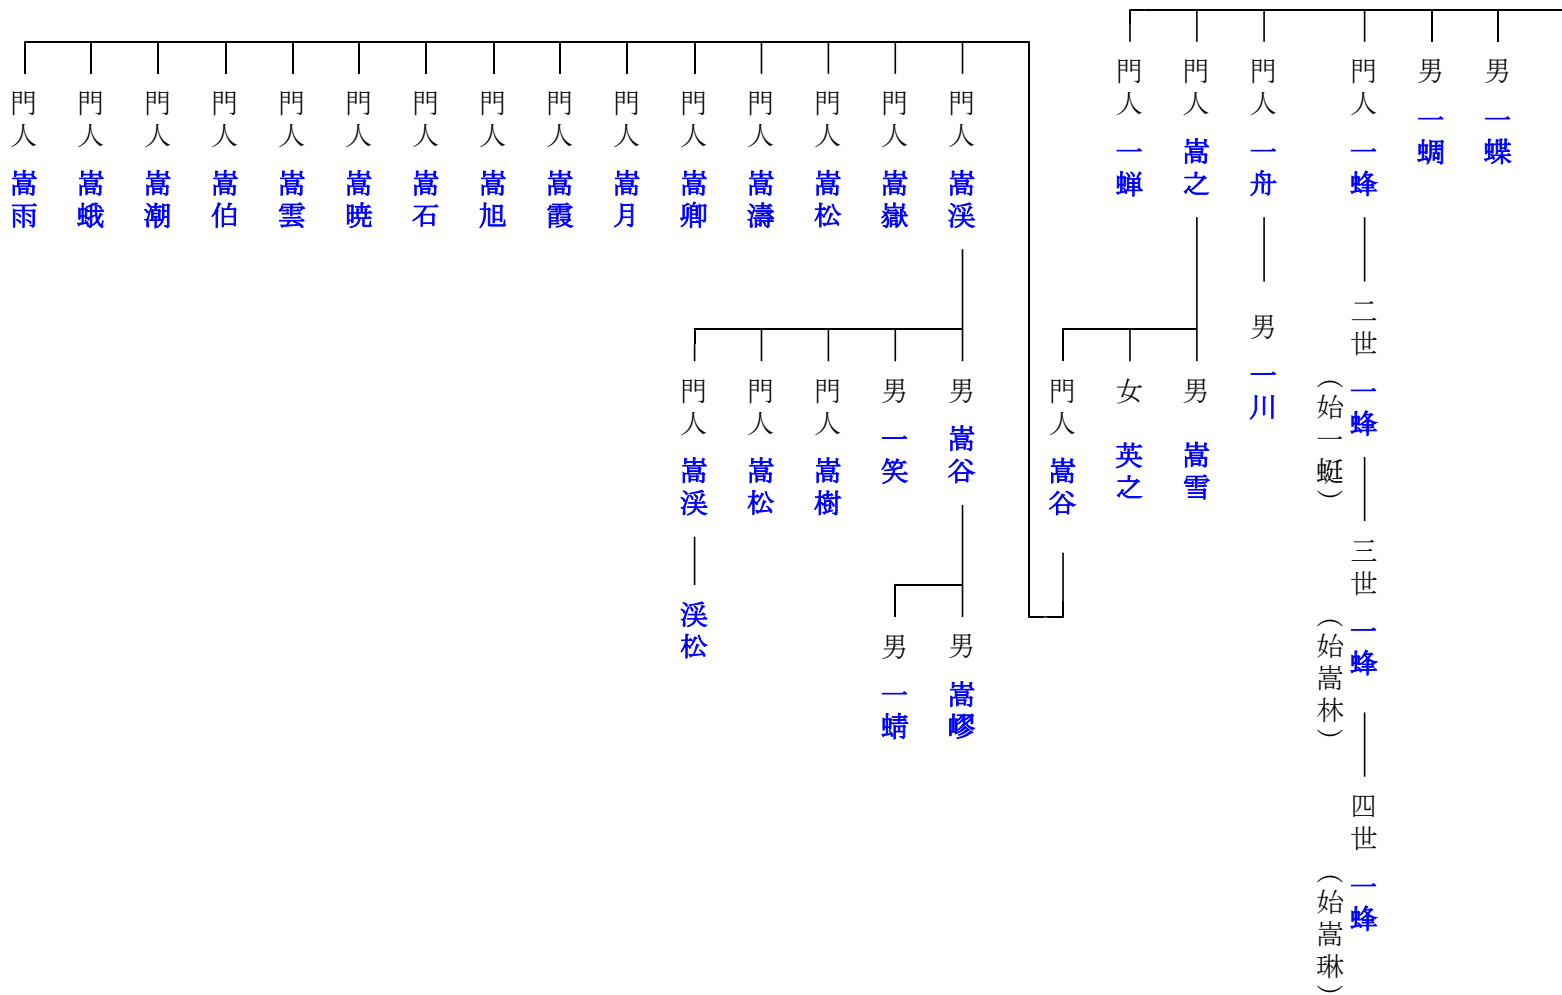 男 一蝶
男 一蜩
門人 一蜂
二世 一蜂
(始一蜓)
三世 一蜂
(始嵩林)
四世 一蜂
(始嵩琳)
門人 一舟
男 一川
門人 嵩之
男 嵩雪
女 英之
門人 嵩谷
門人 一蝉
門人 嵩渓
男 嵩谷
男 嵩嵺
男 一蜻
男 一笑
門人 嵩樹
門人 嵩松
門人 嵩渓
渓松
門人 嵩嶽
門人 嵩松
門人 嵩濤
門人 嵩卿
門人 嵩月
門人 嵩霞
門人 嵩旭
門人 嵩石
門人 嵩暁
門人 嵩雲
門人 嵩伯
門人 嵩潮
門人 嵩蛾
門人 嵩雨